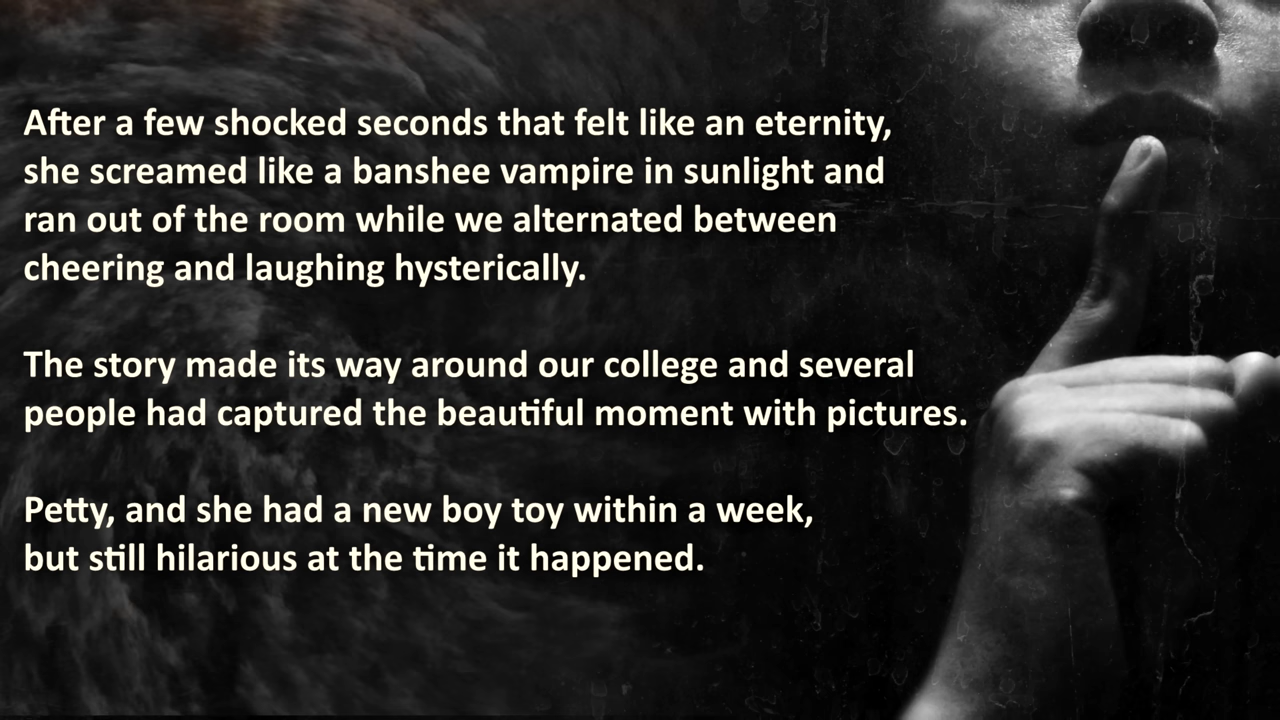 After a few shocked seconds that felt like an eternity,
she screamed like a banshee vampire in sunlight and
ran out of the room while we alternated between
cheering and laughing hysterically.
The story made its way around our college and several
people had captured the beautiful moment with pictures.
Petty, and she had a new boy toy within a week,
but still hilarious at the time it happened.